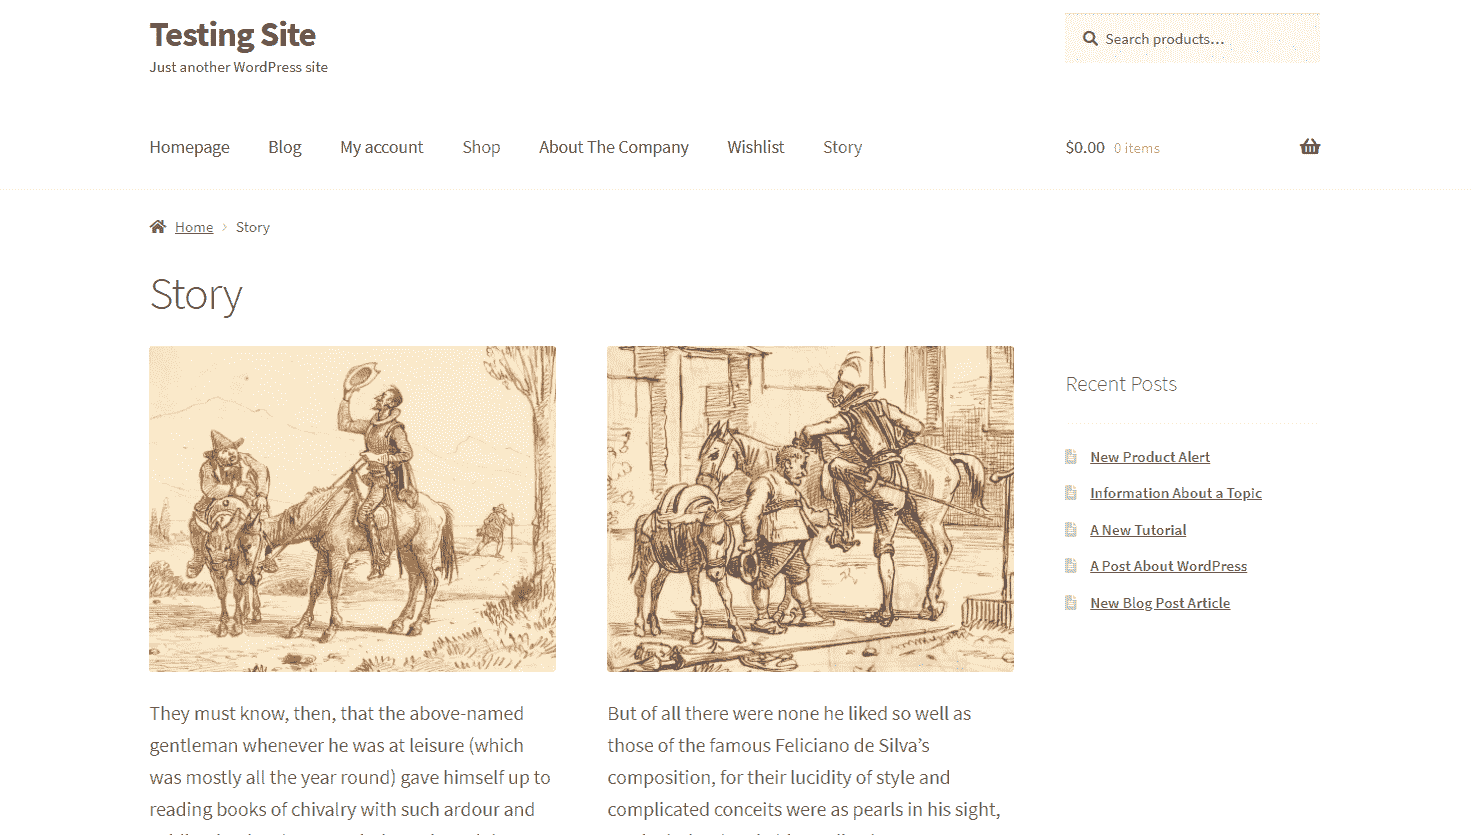 Testing Site
Just another WordPress site
Search products…
Homepage Blog My account Shop About The Company Wishlist Story
$0.00 0 items
Home › Story
Story
Recent Posts
New Product Alert
Information About a Topic
A New Tutorial
A Post About WordPress
New Blog Post Article
They must know, then, that the above-named
gentleman whenever he was at leisure (which
was mostly all the year round) gave himself up to
reading books of chivalry with such ardour and
But of all there were none he liked so well as
those of the famous Feliciano de Silva’s
composition, for their lucidity of style and
complicated conceits were as pearls in his sight,